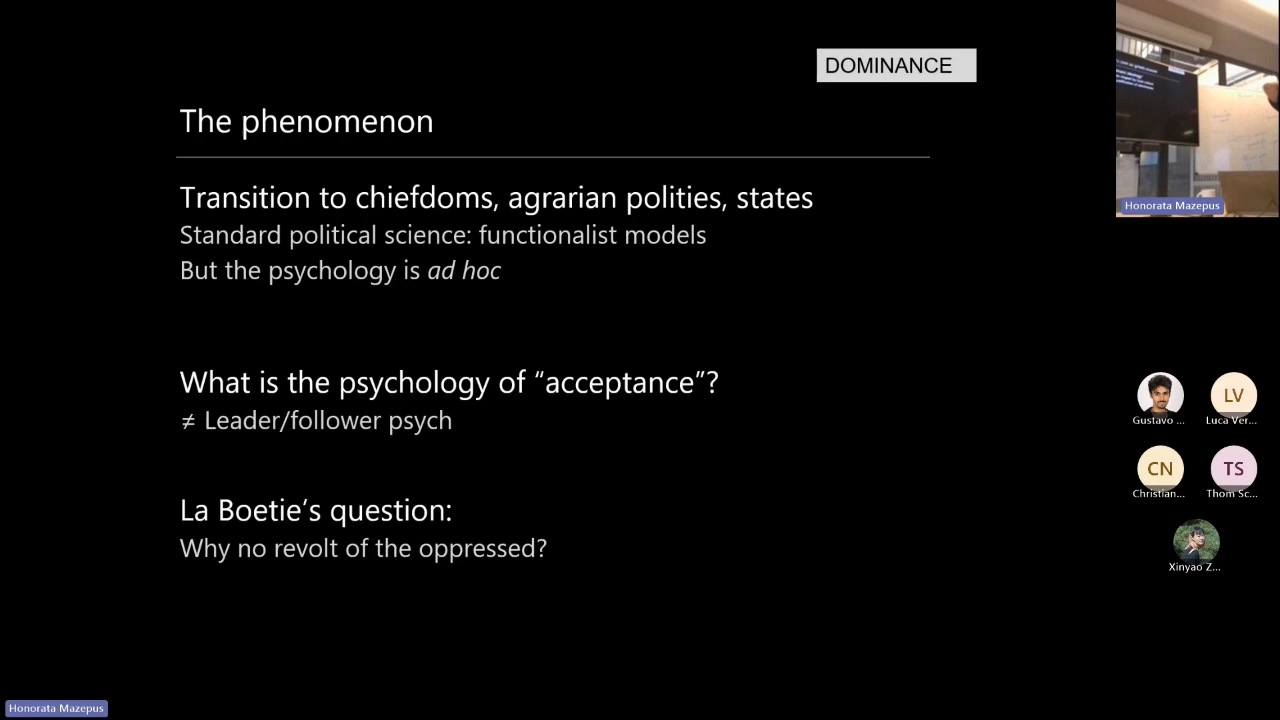 DOMINANCE
The phenomenon
Transition to chiefdoms, agrarian polities, states
Standard political science: functionalist models
But the psychology is ad hoc
What is the psychology of “acceptance”?
≠ Leader/follower psych
La Boetie’s question:
Why no revolt of the oppressed?
Honorata Mazepus
Gustavo ...
LV
Luca Ver...
CN
Christian...
TS
Thom Sc...
Xinyao Z...
Honorata Mazepus